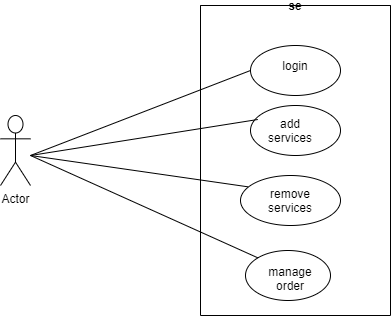 se
login
add
services
remove
services
Actor
manage
order